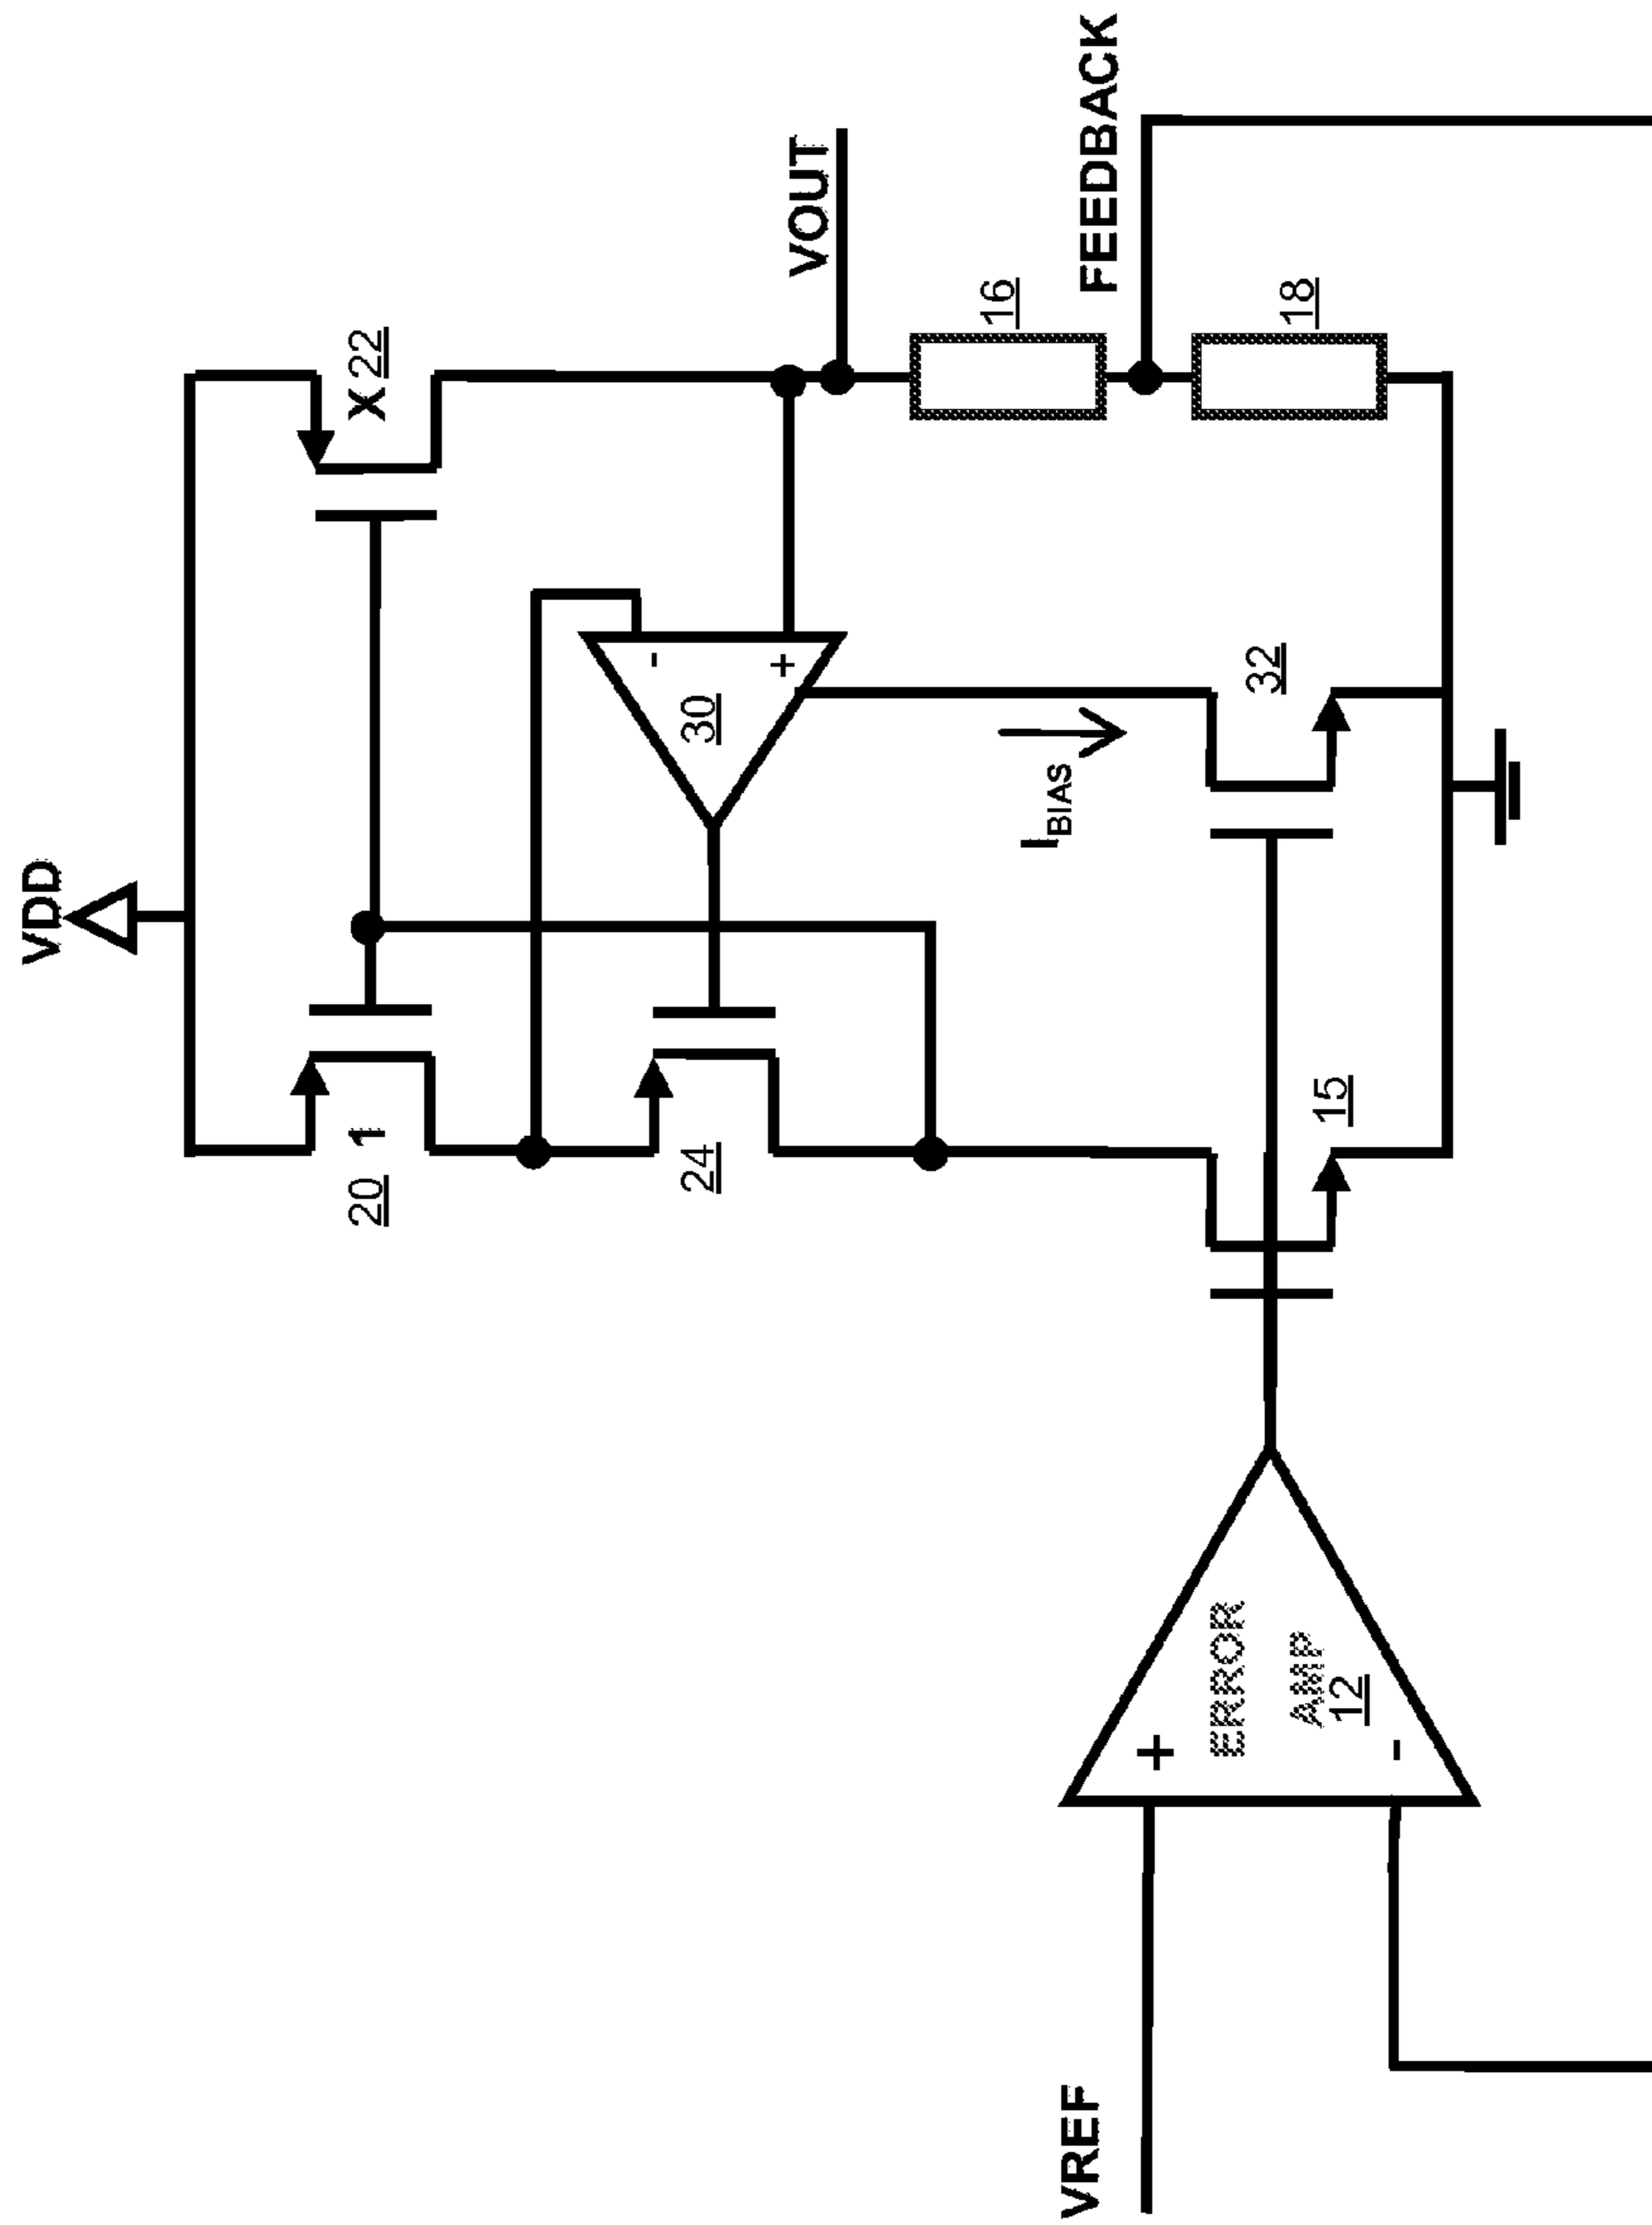 VDD
20 1
X 22
24
30
-
+
VOUT
16
FEEDBACK
18
IBIAS
32
15
VREF
+
ERROR
AMP
12
-